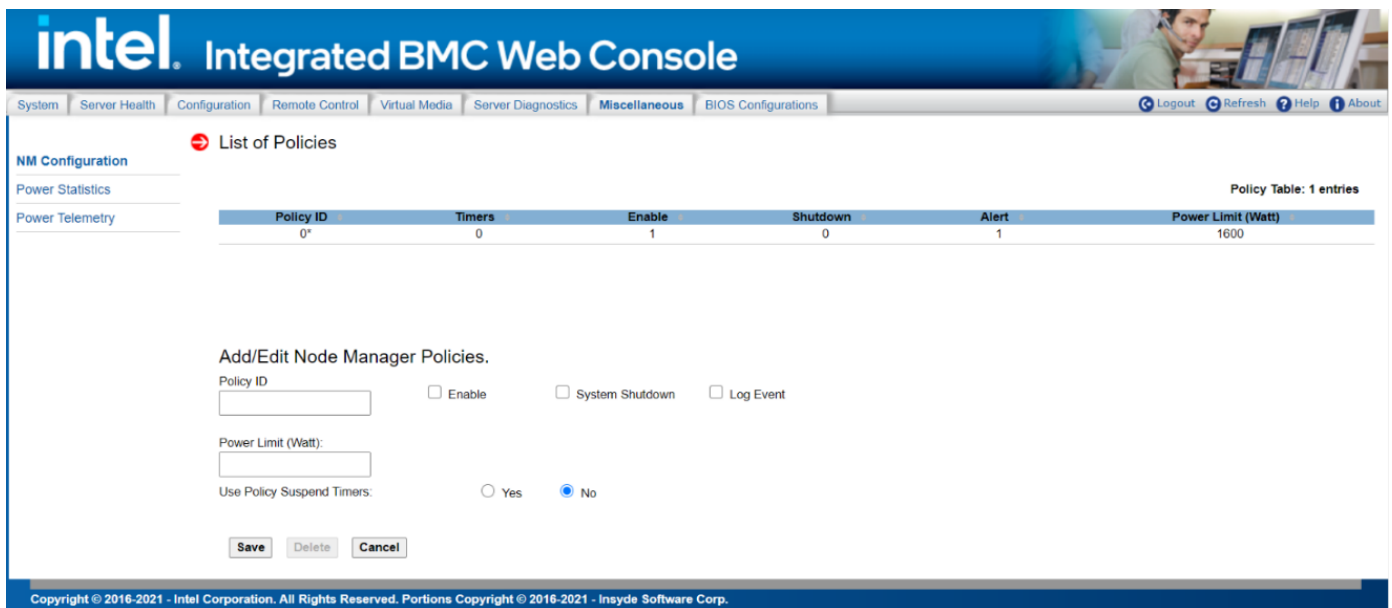 intel. Integrated BMC Web Console
System Server Health Configuration Remote Control Virtual Media Server Diagnostics Miscellaneous BIOS Configurations Logout Refresh Help About
List of Policies
NM Configuration
Power Statistics
Power Telemetry
Policy Table: 1 entries
Policy ID Timers Enable Shutdown Alert Power Limit (Watt)
0* 0 1 0 1 1600
Add/Edit Node Manager Policies.
Policy ID
Enable System Shutdown Log Event
Power Limit (Watt):
Use Policy Suspend Timers: Yes No
Save Delete Cancel
Copyright © 2016-2021 - Intel Corporation. All Rights Reserved. Portions Copyright © 2016-2021 - Insyde Software Corp.